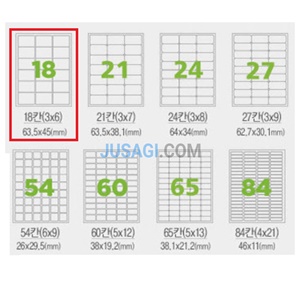 18 21 24 27
18칸(3x6) 21칸(3x7) 24칸(3x8) 27칸(3x9)
63.5x45(mm) 63.5x38.1(mm) 64x34(mm) 62.7x30.1(mm)
JUSAGI.COM
54 60 65 84
54칸(6x9) 60칸(5x12) 65칸(5x13) 84칸(4x21)
26x29.5(mm) 38x19.2(mm) 38.1x21.2(mm) 46x11(mm)